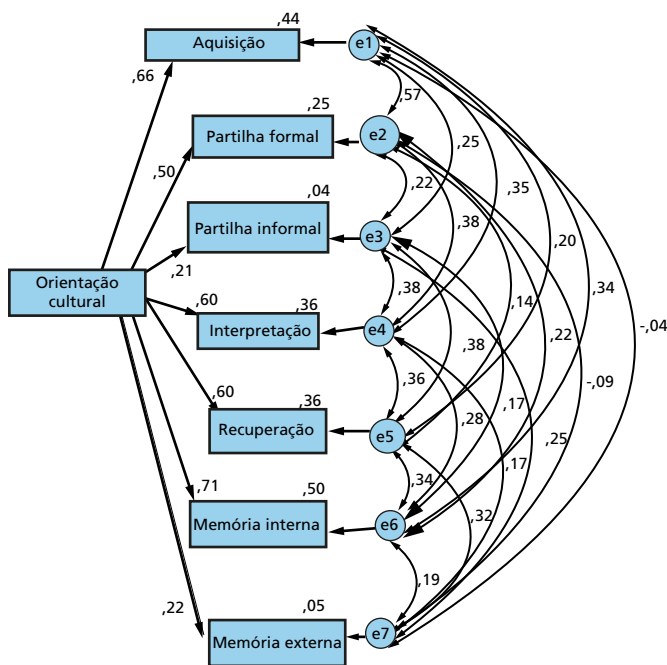 ,44
Aquisição
e1
,66
,57
,25
Partilha formal
e2
,25
,50
,35
,22
,04
,38
,20
Partilha informal
e3
,34
,21
Orientação
cultural
,38
,14
,60
,36
Interpretação
e4
,22
-,04
,38
-,09
,36
,17
,60
,36
,28
Recuperação
e5
,25
,17
,34
,71
,50
,32
Memória interna
e6
,19
,22
,05
Memória externa
e7